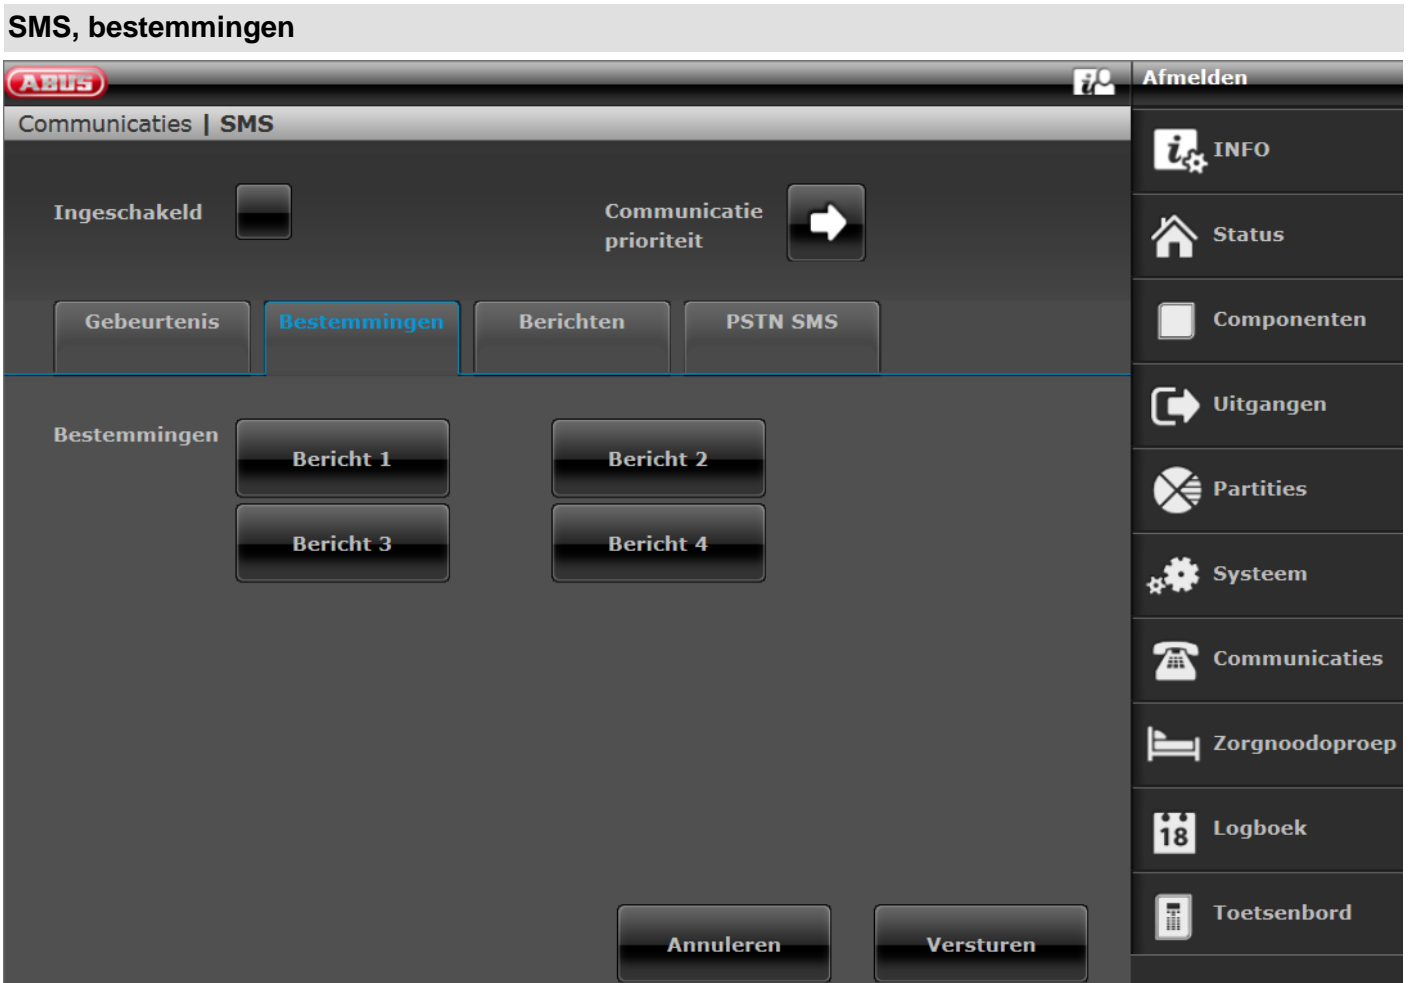 SMS, bestemmingen
ABUS
Afmelden
Communicaties | SMS
Ingeschakeld
Communicatie
prioriteit
Gebeurtenis
Bestemmingen
Berichten
PSTN SMS
Bestemmingen
Bericht 1
Bericht 2
Bericht 3
Bericht 4
Annuleren
Versturen
INFO
Status
Componenten
Uitgangen
Partities
Systeem
Communicaties
Zorgnoodoproep
18
Logboek
Toetsenbord